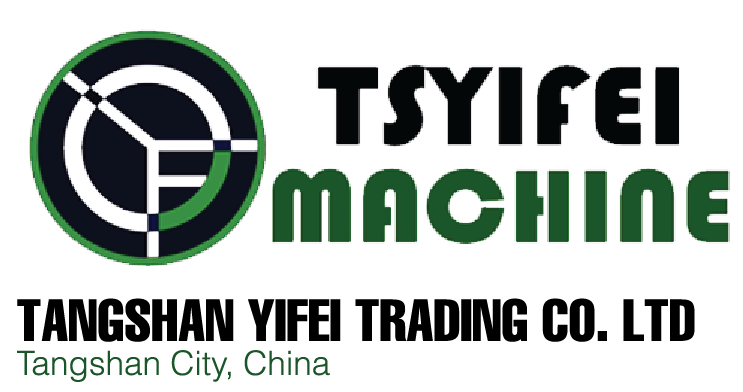 TSYIFEI
MACHINE
TANGSHAN YIFEI TRADING CO. LTD
Tangshan City, China